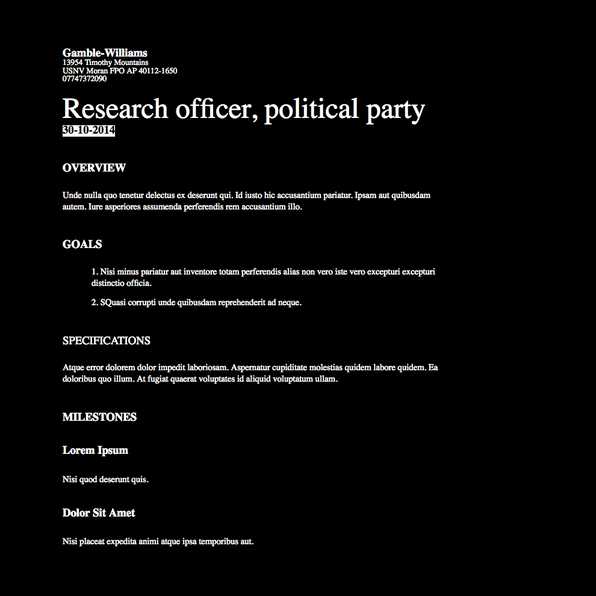 Gamble-Williams
13954 Timothy Mountains
USNV Moran FPO AP 40112-1650
07747372090
Research officer, political party
30-10-2014
OVERVIEW
Unde nulla quo tenetur delectus ex deserunt qui. Id iusto hic accusantium pariatur. Ipsam aut quibusdam
autem. Iure asperiores assumenda perferendis rem accusantium illo.
GOALS
1. Nisi minus pariatur aut inventore totam perferendis alias non vero iste vero excepturi excepturi
distinctio officia.
2. SQuasi corrupti unde quibusdam reprehenderit ad neque.
SPECIFICATIONS
Atque error dolorem dolor impedit laboriosam. Aspernatur cupiditate molestias quidem labore quidem. Ea
doloribus quo illum. At fugiat quaerat voluptates id aliquid voluptatum ullam.
MILESTONES
Lorem Ipsum
Nisi quod deserunt quis.
Dolor Sit Amet
Nisi placeat expedita animi atque ipsa temporibus aut.